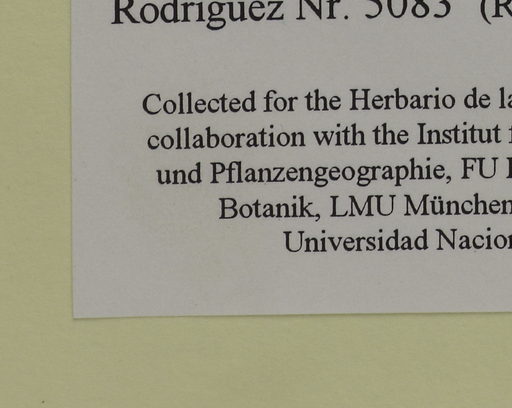 Rodriguez Nr. 5083 (R
Collected for the Herbario de la
collaboration with the Institut f
und Pflanzengeographie, FU
Botanik, LMU München
Universidad Nacion